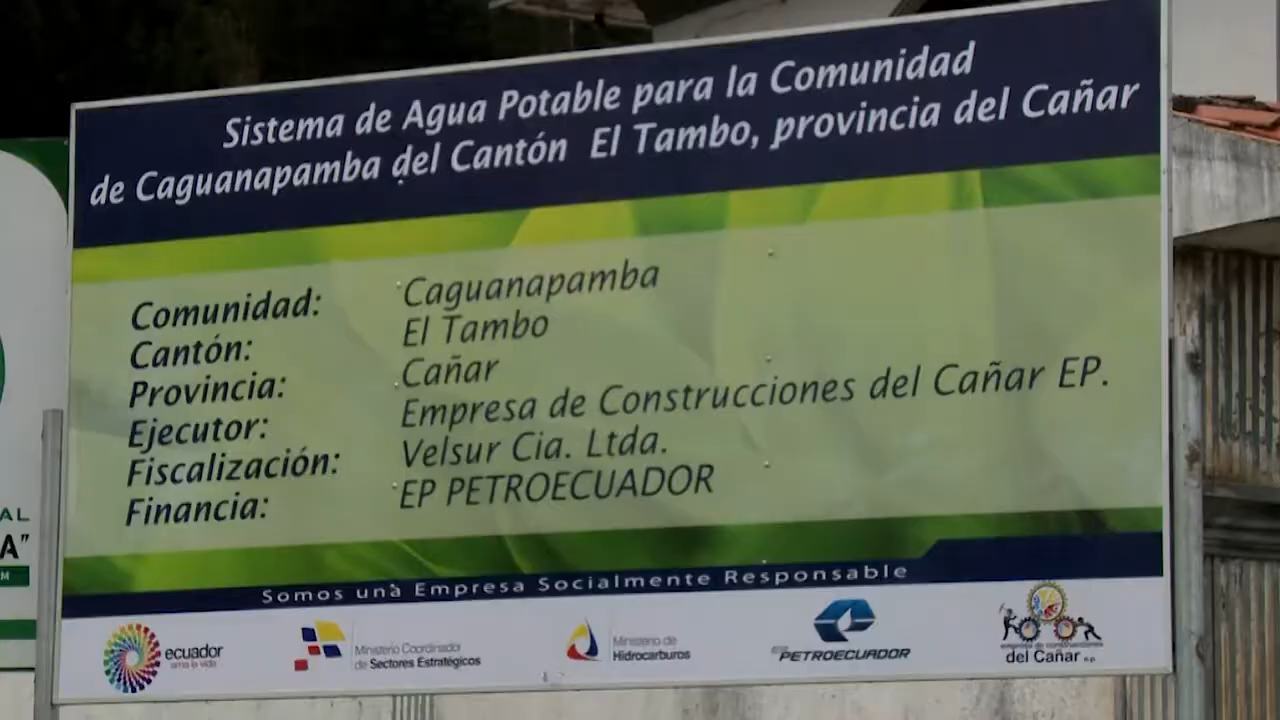 Sistema de Agua Potable para la Comunidad
de Caguanapamba del Cantón El Tambo, provincia del Cañar
Comunidad: Caguanapamba
Cantón: El Tambo
Provincia: Cañar
Ejecutor: Empresa de Construcciones del Cañar EP.
Fiscalización: Velsur Cia. Ltda.
Financia: EP PETROECUADOR
Somos una Empresa Socialmente Responsable
ecuador
ama la vida
Ministerio Coordinador
de Sectores Estratégicos
Ministerio de
Hidrocarburos
EP PETROECUADOR
empresa de construcciones
del Cañar e.p.
AL
A"
M